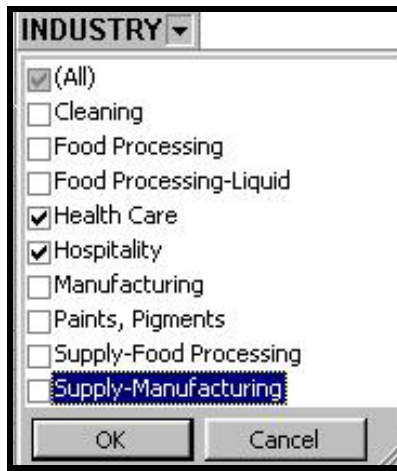 INDUSTRY
(All)
Cleaning
Food Processing
Food Processing-Liquid
Health Care
Hospitality
Manufacturing
Paints, Pigments
Supply-Food Processing
Supply-Manufacturing
OK Cancel